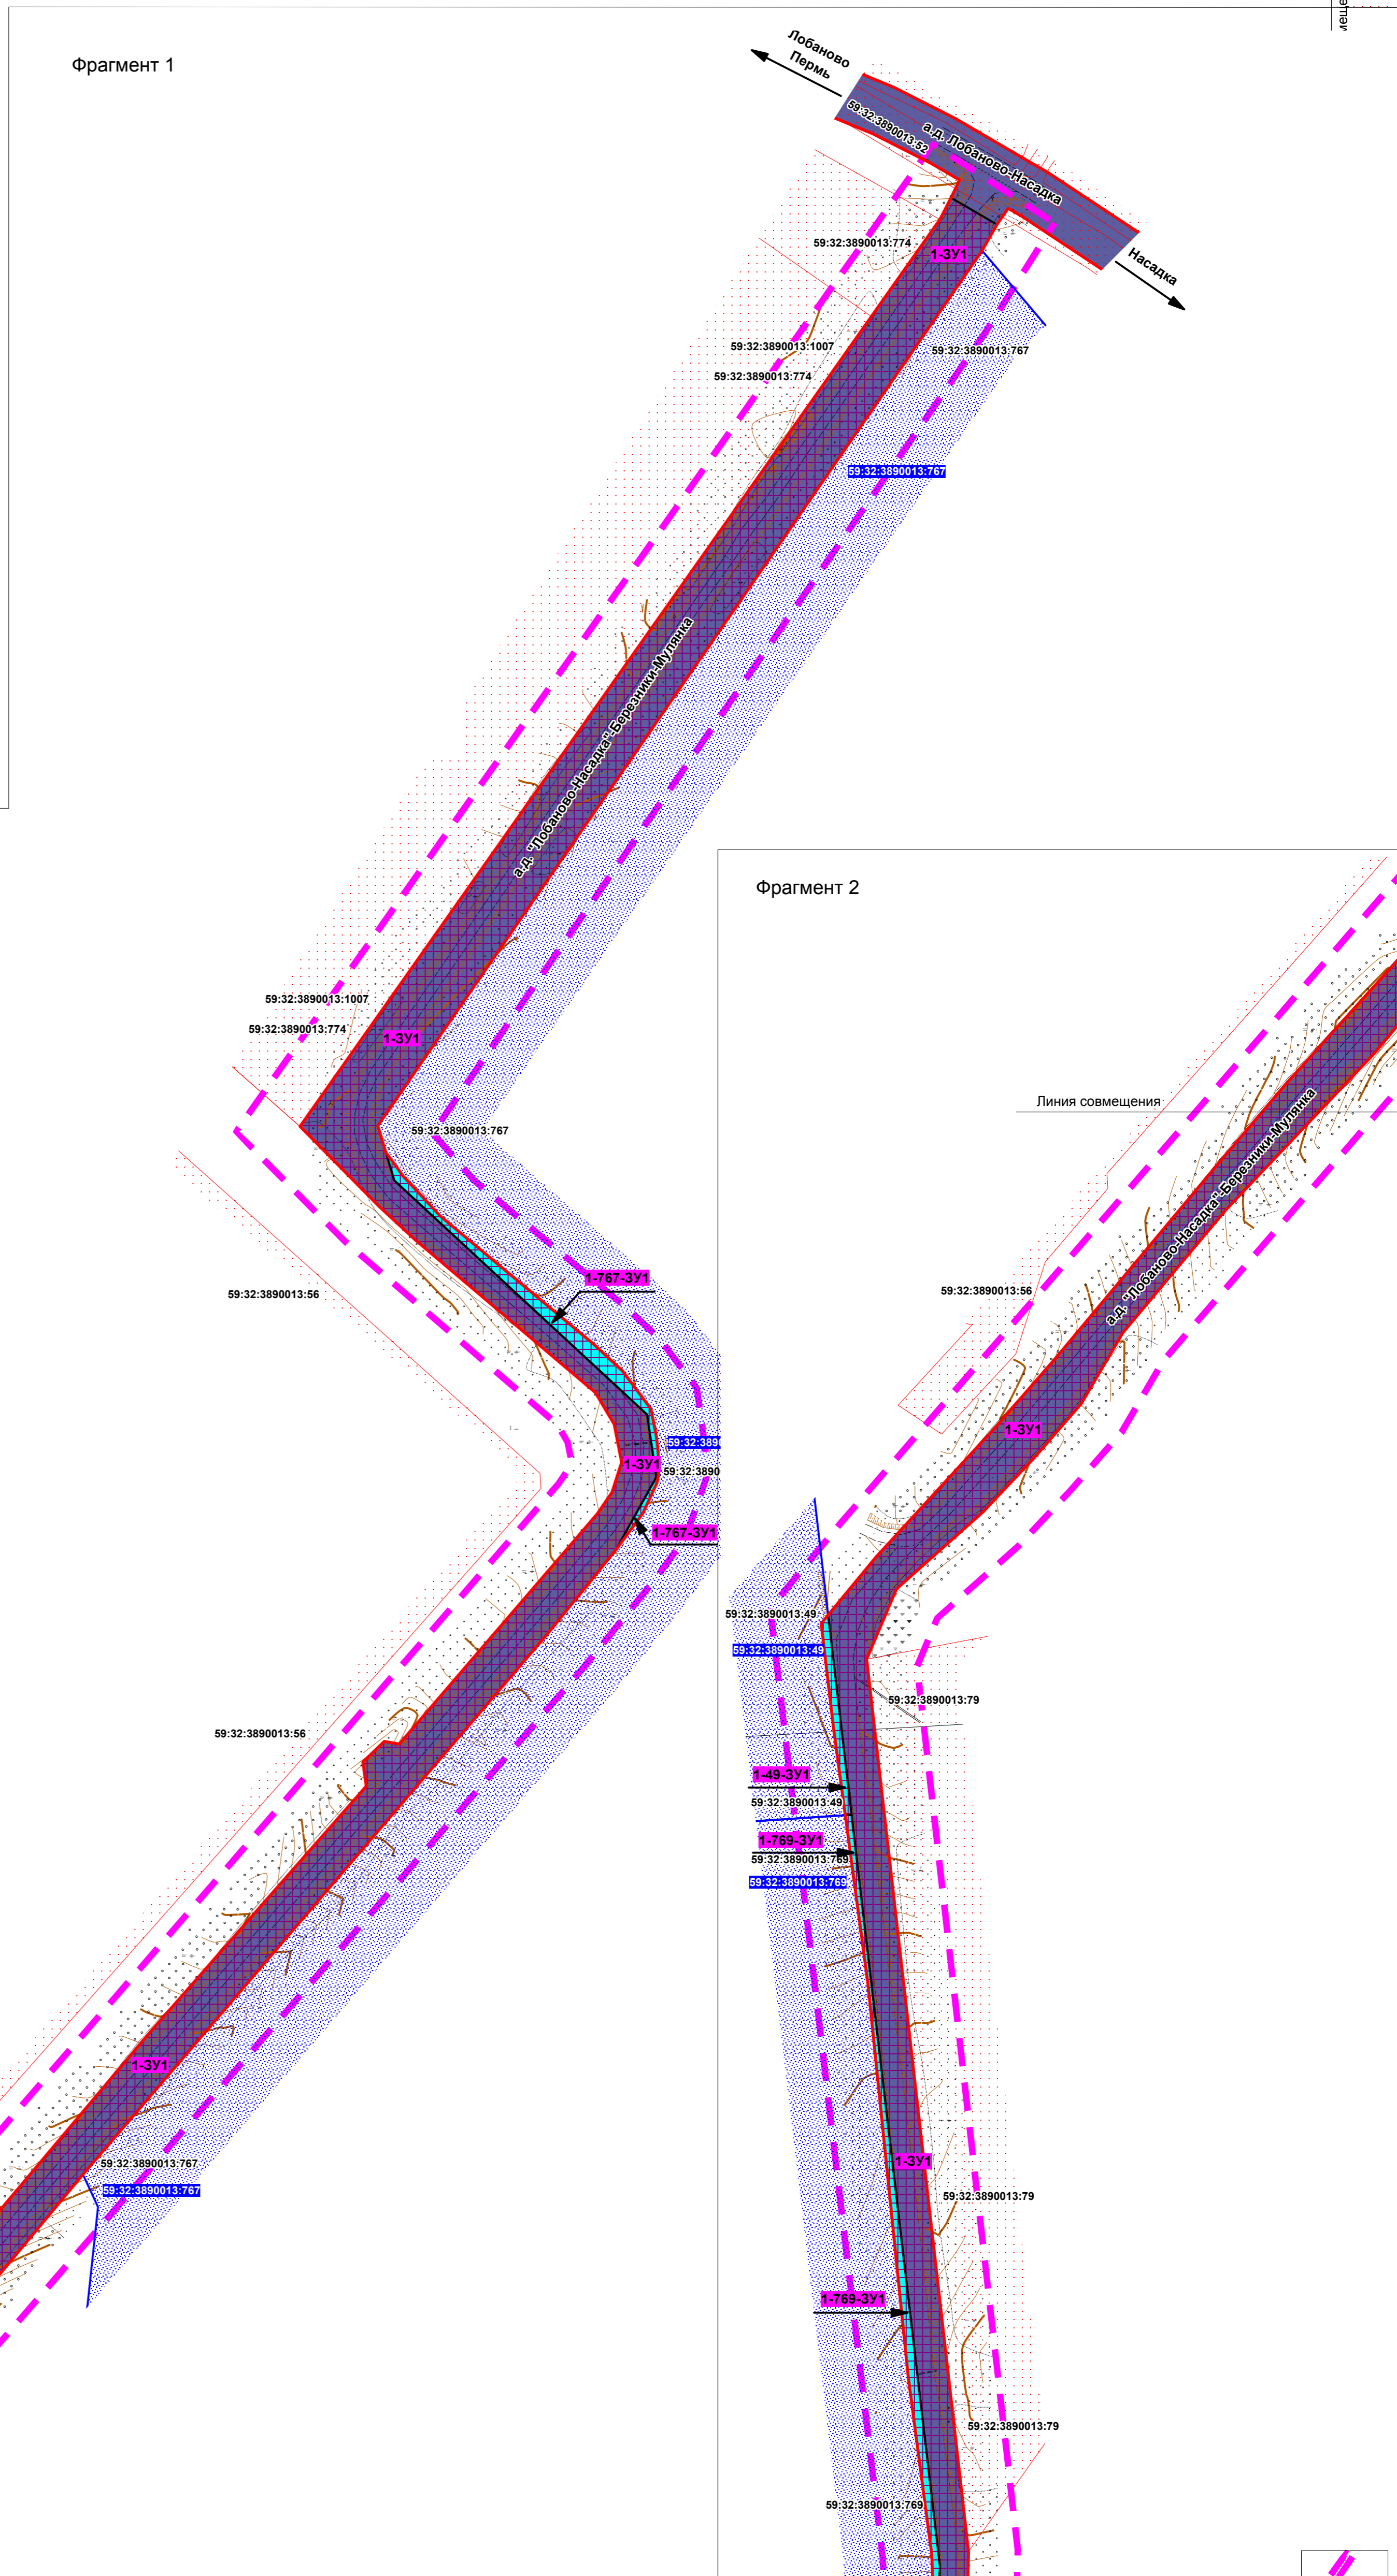 Фрагмент 1
Лобаново
Пермь
59:32:3890013:52
а.д. Лобаново-Насадка
Насадка
59:32:3890013:774
1-ЗУ1
59:32:3890013:1007
59:32:3890013:767
59:32:3890013:774
59:32:3890013:767
а.д. "Лобаново-Насадка"-Березники-Мулянка
59:32:3890013:1007
59:32:3890013:774
1-ЗУ1
59:32:3890013:767
1-767-ЗУ1
59:32:3890013:56
59:32:389
1-ЗУ1
59:32:3890
1-767-ЗУ1
59:32:3890013:56
1-ЗУ1
59:32:3890013:767
59:32:3890013:767
Фрагмент 2
Линия совмещения
а.д. "Лобаново-Насадка"-Березники-Мулянка
59:32:3890013:56
1-ЗУ1
59:32:3890013:49
59:32:3890013:49
59:32:3890013:79
1-49-ЗУ1
59:32:3890013:49
1-769-ЗУ1
59:32:3890013:769
59:32:3890013:769
1-ЗУ1
59:32:3890013:79
1-769-ЗУ1
59:32:3890013:79
59:32:3890013:769